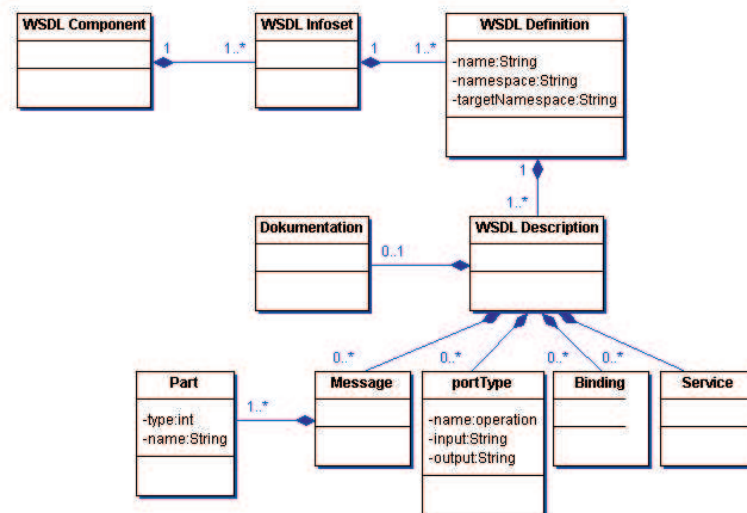 WSDL Component
WSDL Infoset
WSDL Definition
1
1..*
1
1..*
-name:String
-namespace:String
-targetNamespace:String
1
1..*
Dokumentation
WSDL Description
0..1
0..*
0..*
0..*
0..*
Part
Message
portType
Binding
Service
-type:int
-name:String
1..*
-name:operation
-input:String
-output:String